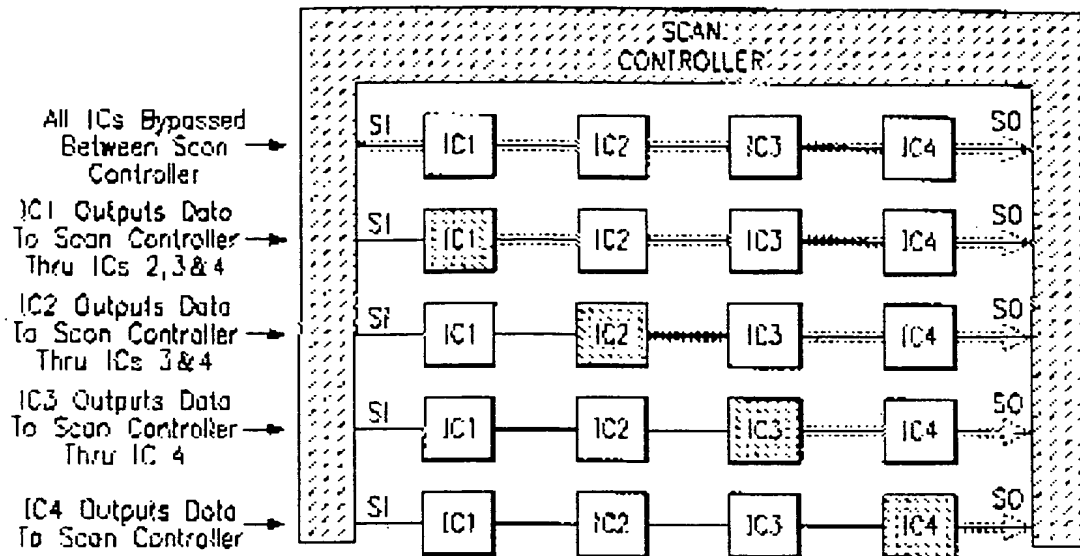 SCAN
CONTROLLER
All ICs Bypassed
Between Scan
Controller
SI IC1 IC2 IC3 IC4 SO
IC1 Outputs Data
To Scan Controller
Thru ICs 2,3&4
SI IC1 IC2 IC3 IC4 SO
IC2 Outputs Data
To Scan Controller
Thru ICs 3&4
SI IC1 IC2 IC3 IC4 SO
IC3 Outputs Data
To Scan Controller
Thru IC 4
SI IC1 IC2 IC3 IC4 SO
IC4 Outputs Data
To Scan Controller
SI IC1 IC2 IC3 IC4 SO